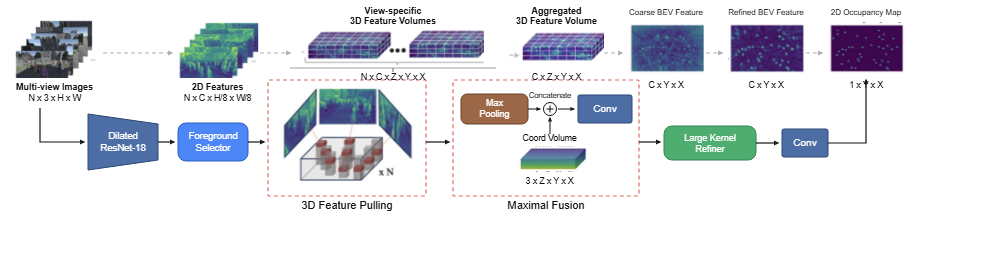 View-specific
3D Feature Volumes
Aggregated
3D Feature Volume
Coarse BEV Feature
Refined BEV Feature
2D Occupancy Map
Multi-view Images
N x 3 x H x W
2D Features
N x C x H/8 x W/8
N x C x Z x Y x X
C x Z x Y x X
C x Y x X
C x Y x X
1 x Y x X
Dilated
ResNet-18
Foreground
Selector
x N
3D Feature Pulling
Max
Pooling
Concatenate
Conv
Coord Volume
3 x Z x Y x X
Maximal Fusion
Large Kernel
Refiner
Conv